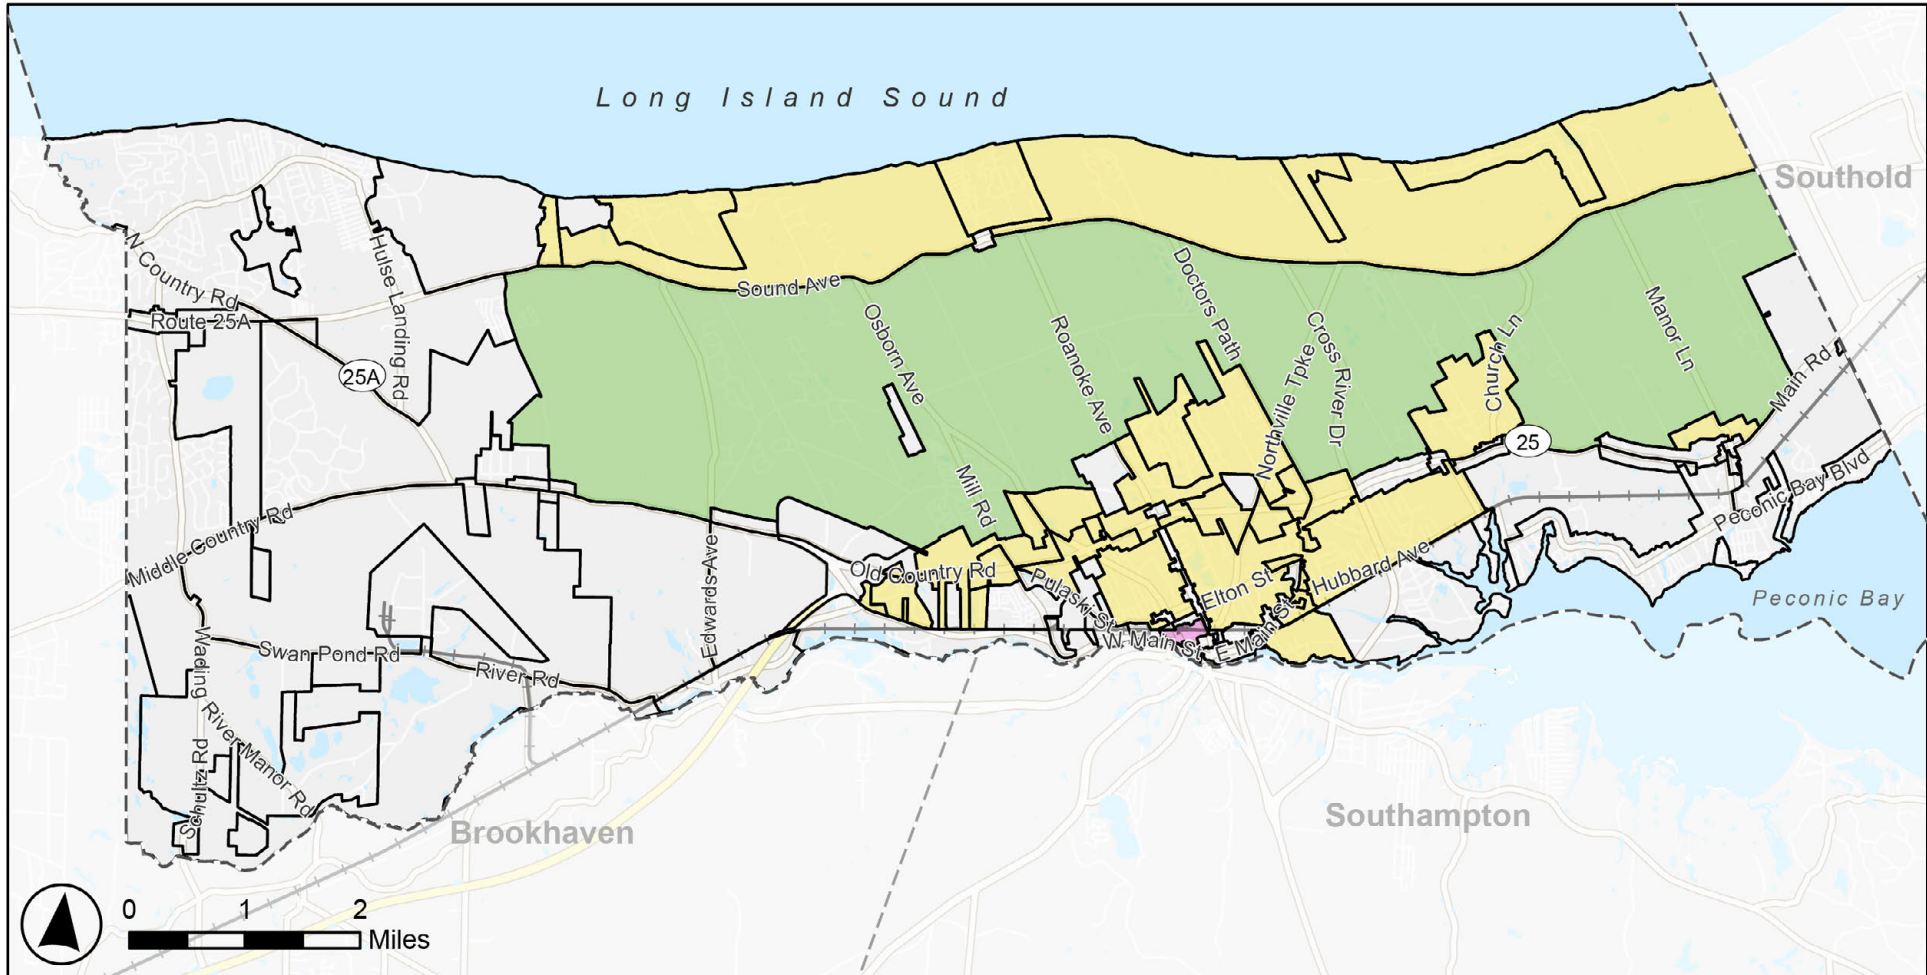 Long Island Sound
Southold
N Country Rd
Hulse Landing Rd
Sound Ave
Doctors Path
Osborn Ave
Manor Ln
Route 25A
Roanoke Ave
Cross River Dr
Northville Tpke
Church Ln
25A
Main Rd
25
Mill Rd
Peconic Bay Blvd
Middle Country Rd
Edwards Ave
Old Country Rd
Pulaski St
Elton St
Hubbard Ave
Peconic Bay
W Main St
E Main St
Swan Pond Rd
River Rd
Wading River Manor Rd
Schultz Rd
Brookhaven
Southampton
0 1 2
Miles